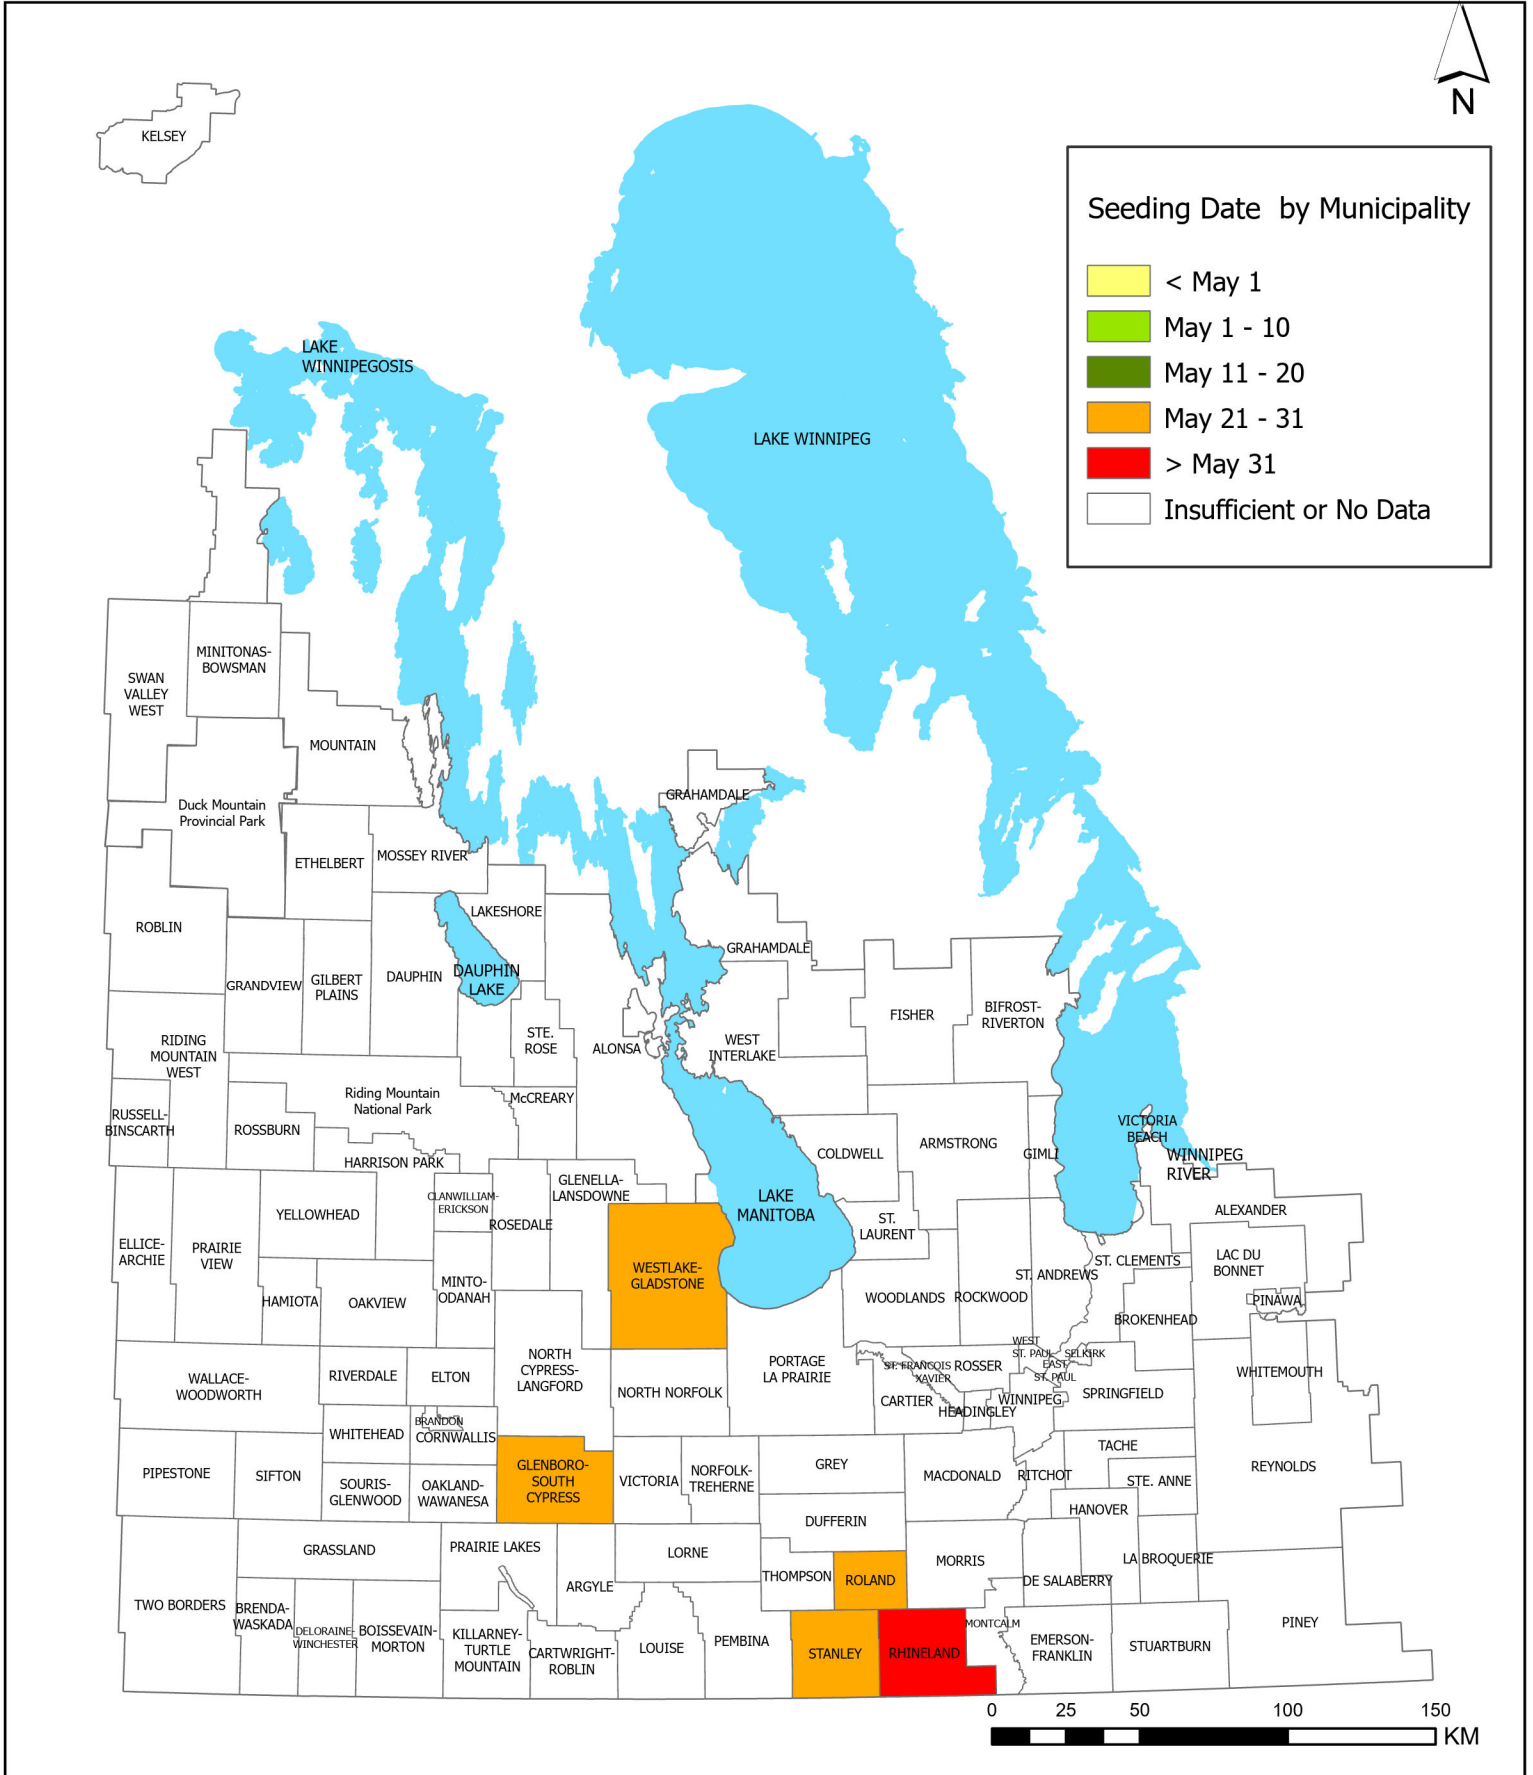 N
KELSEY
Seeding Date  by Municipality
< May 1
May 1 - 10
May 11 - 20
May 21 - 31
> May 31
Insufficient or No Data
LAKE
WINNIPEGOSIS
LAKE WINNIPEG
MINITONAS-
BOWSMAN
SWAN
VALLEY
WEST
MOUNTAIN
Duck Mountain
Provincial Park
GRAHAMDALE
ETHELBERT
MOSSEY RIVER
LAKESHORE
ROBLIN
GRANDVIEW
GILBERT
PLAINS
DAUPHIN
DAUPHIN
LAKE
GRAHAMDALE
FISHER
BIFROST-
RIVERTON
STE.
ROSE
ALONSA
WEST
INTERLAKE
RIDING
MOUNTAIN
WEST
Riding Mountain
National Park
McCREARY
RUSSELL-
BINSCARTH
ROSSBURN
HARRISON PARK
COLDWELL
ARMSTRONG
GIMLI
VICTORIA
BEACH
WINNIPEG
RIVER
GLENELLA-
LANSDOWNE
CLANWILLIAM-
ERICKSON
ROSEDALE
YELLOWHEAD
LAKE
MANITOBA
ST.
LAURENT
ALEXANDER
ELLICE-
ARCHIE
PRAIRIE
VIEW
WESTLAKE-
GLADSTONE
ST. ANDREWS
ST. CLEMENTS
LAC DU
BONNET
HAMIOTA
OAKVIEW
MINTO-
ODANAH
WOODLANDS
ROCKWOOD
PINAWA
BROKENHEAD
WALLACE-
WOODWORTH
RIVERDALE
ELTON
NORTH
CYPRESS-
LANGFORD
NORTH NORFOLK
PORTAGE
LA PRAIRIE
ST. FRANCOIS
XAVIER
ROSSER
WEST
ST. PAUL
SELKIRK
EAST
ST. PAUL
WHITEMOUTH
CARTIER
HEADINGLEY
WINNIPEG
SPRINGFIELD
WHITEHEAD
BRANDON
CORNWALLIS
TACHE
PIPESTONE
SIFTON
SOURIS-
GLENWOOD
OAKLAND-
WAWANESA
GLENBORO-
SOUTH
CYPRESS
VICTORIA
NORFOLK-
TREHERNE
GREY
MACDONALD
RITCHOT
STE. ANNE
REYNOLDS
HANOVER
DUFFERIN
GRASSLAND
PRAIRIE LAKES
ARGYLE
LORNE
THOMPSON
ROLAND
MORRIS
DE SALABERRY
LA BROQUERIE
TWO BORDERS
BRENDA-
WASKADA
DELORAINE-
WINCHESTER
BOISSEVAIN-
MORTON
KILLARNEY-
TURTLE
MOUNTAIN
CARTWRIGHT-
ROBLIN
LOUISE
PEMBINA
STANLEY
RHINELAND
MONTCALM
EMERSON-
FRANKLIN
STUARTBURN
PINEY
0 25 50 100 150
KM